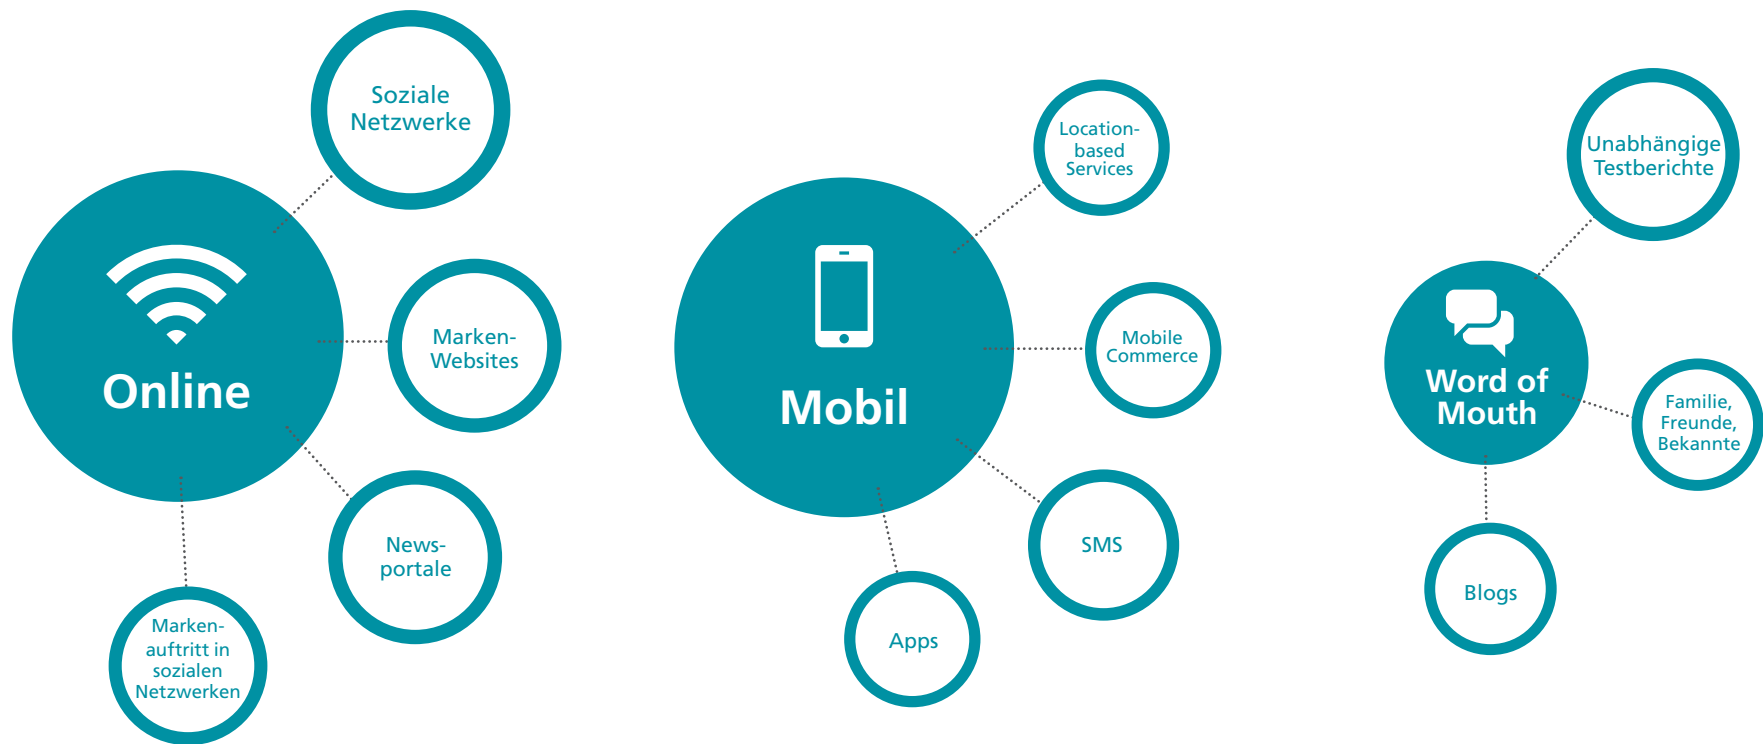 Soziale
Netzwerke
Marken-
Websites
Online
News-
portale
Marken-
auftritt in
sozialen
Netzwerken
Location-
based
Services
Mobile
Commerce
Mobil
SMS
Apps
Unabhängige
Testberichte
Word of
Mouth
Familie,
Freunde,
Bekannte
Blogs